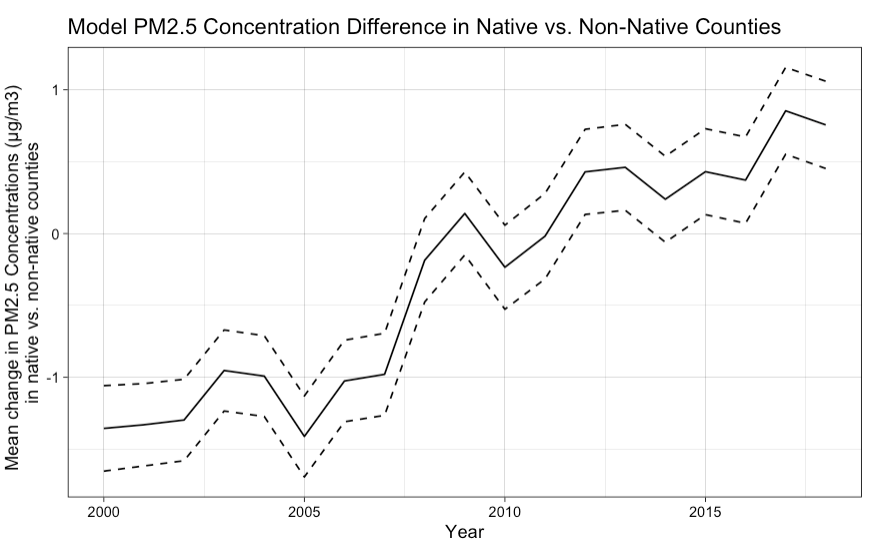 Model PM2.5 Concentration Difference in Native vs. Non-Native Counties
Mean change in PM2.5 Concentrations (μg/m3)
in native vs. non-native counties
1
0
-1
2000
2005
2010
2015
Year